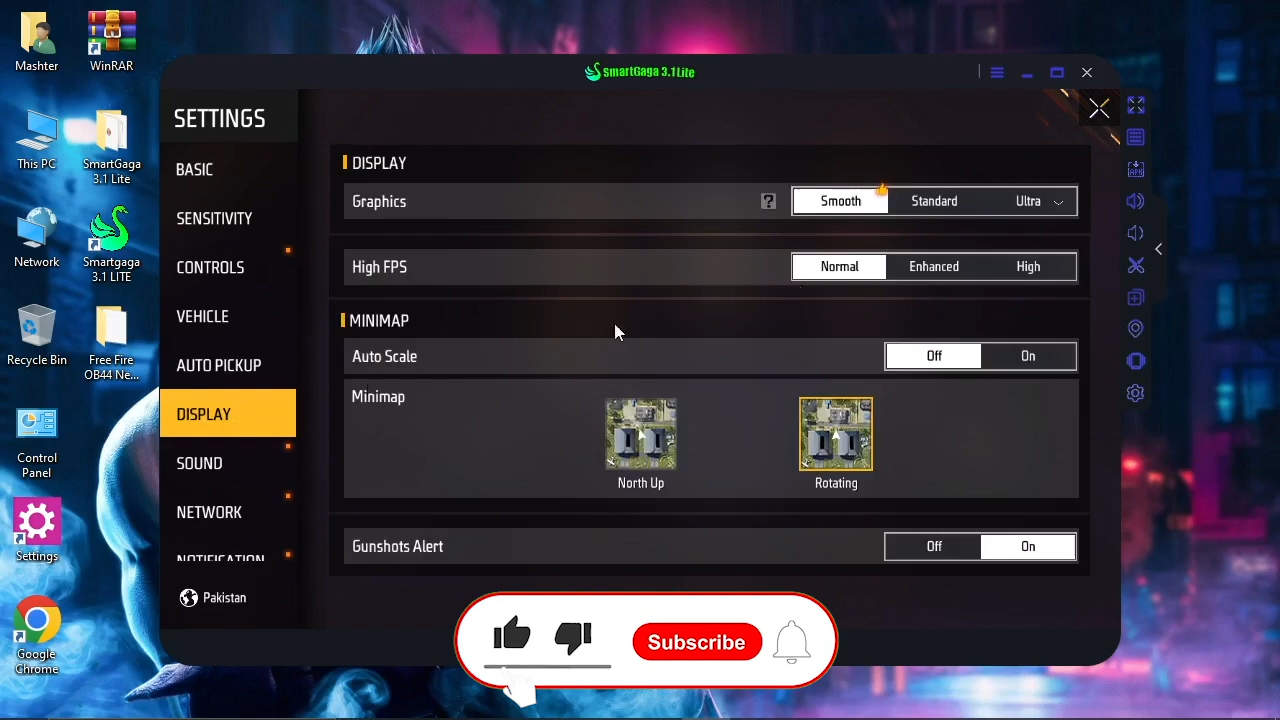 SmartGaga 3.1 Lite
Mashter
WinRAR
This PC
SmartGaga
3.1 Lite
Network
Smartgaga
3.1 LITE
Recycle Bin
Free Fire
OB44 Ne...
Control
Panel
Settings
Google
Chrome
SETTINGS
BASIC
SENSITIVITY
CONTROLS
VEHICLE
AUTO PICKUP
DISPLAY
SOUND
NETWORK
NOTIFICATION
Pakistan
DISPLAY
Graphics
?
Smooth
Standard
Ultra
High FPS
Normal
Enhanced
High
MINIMAP
Auto Scale
Off
On
Minimap
North Up
Rotating
Gunshots Alert
Off
On
APK
Subscribe